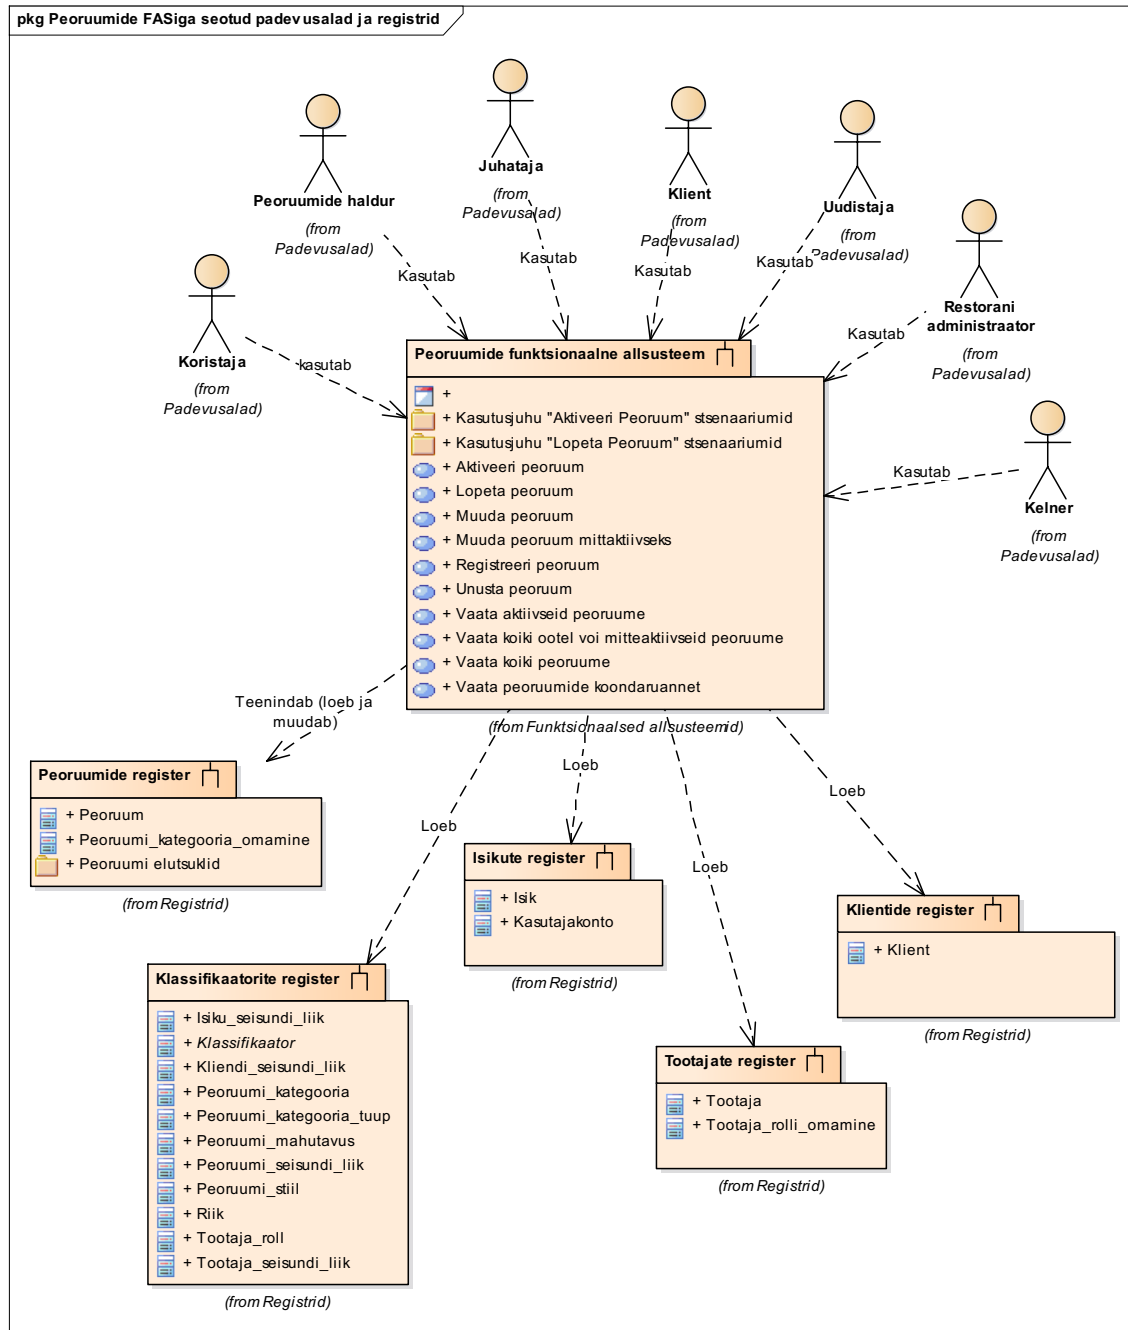 pkg Peoruumide FASiga seotud padevusalad ja registrid
Juhataja
(from
Padevusalad)
Peoruumide haldur
(from
Padevusalad)
Klient
(from
Padevusalad)
Uudistaja
(from
Padevusalad)
Restorani
administraator
(from
Padevusalad)
Koristaja
(from
Padevusalad)
Kelner
(from
Padevusalad)
Kasutab
Kasutab
Kasutab
Kasutab
Kasutab
kasutab
Kasutab
Peoruumide funktsionaalne allsusteem
+
+ Kasutusjuhu "Aktiveeri Peoruum" stsenaariumid
+ Kasutusjuhu "Lopeta Peoruum" stsenaariumid
+ Aktiveeri peoruum
+ Lopeta peoruum
+ Muuda peoruum
+ Muuda peoruum mittaktiivseks
+ Registreeri peoruum
+ Unusta peoruum
+ Vaata aktiivseid peoruume
+ Vaata koiki ootel voi mitteaktiivseid peoruume
+ Vaata koiki peoruume
+ Vaata peoruumide koondaruannet
(from Funktsionaalsed allsusteemid)
Teenindab (loeb ja
muudab)
Loeb
Loeb
Loeb
Loeb
Peoruumide register
+ Peoruum
+ Peoruumi_kategooria_omamine
+ Peoruumi elutsuklid
(from Registrid)
Isikute register
+ Isik
+ Kasutajakonto
(from Registrid)
Klientide register
+ Klient
(from Registrid)
Klassifikaatorite register
+ Isiku_seisundi_liik
+ Klassifikaator
+ Kliendi_seisundi_liik
+ Peoruumi_kategooria
+ Peoruumi_kategooria_tuup
+ Peoruumi_mahutavus
+ Peoruumi_seisundi_liik
+ Peoruumi_stiil
+ Riik
+ Tootaja_roll
+ Tootaja_seisundi_liik
(from Registrid)
Tootajate register
+ Tootaja
+ Tootaja_rolli_omamine
(from Registrid)